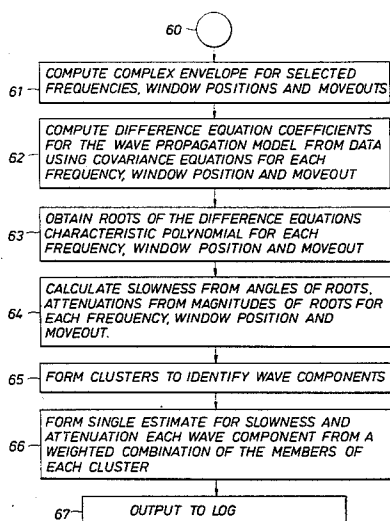 60
61
COMPUTE COMPLEX ENVELOPE FOR SELECTED
FREQUENCIES, WINDOW POSITIONS AND MOVEOUTS
62
COMPUTE DIFFERENCE EQUATION COEFFICIENTS
FOR THE WAVE PROPAGATION MODEL FROM DATA
USING COVARIANCE EQUATIONS FOR EACH
FREQUENCY, WINDOW POSITION AND MOVEOUT
63
OBTAIN ROOTS OF THE DIFFERENCE EQUATIONS
CHARACTERISTIC POLYNOMIAL FOR EACH
FREQUENCY, WINDOW POSITION AND MOVEOUT
64
CALCULATE SLOWNESS FROM ANGLES OF ROOTS,
ATTENUATIONS FROM MAGNITUDES OF ROOTS FOR
EACH FREQUENCY, WINDOW POSITION AND
MOVEOUT.
65
FORM CLUSTERS TO IDENTIFY WAVE COMPONENTS
66
FORM SINGLE ESTIMATE FOR SLOWNESS AND
ATTENUATION EACH WAVE COMPONENT FROM A
WEIGHTED COMBINATION OF THE MEMBERS OF
EACH CLUSTER
67
OUTPUT TO LOG